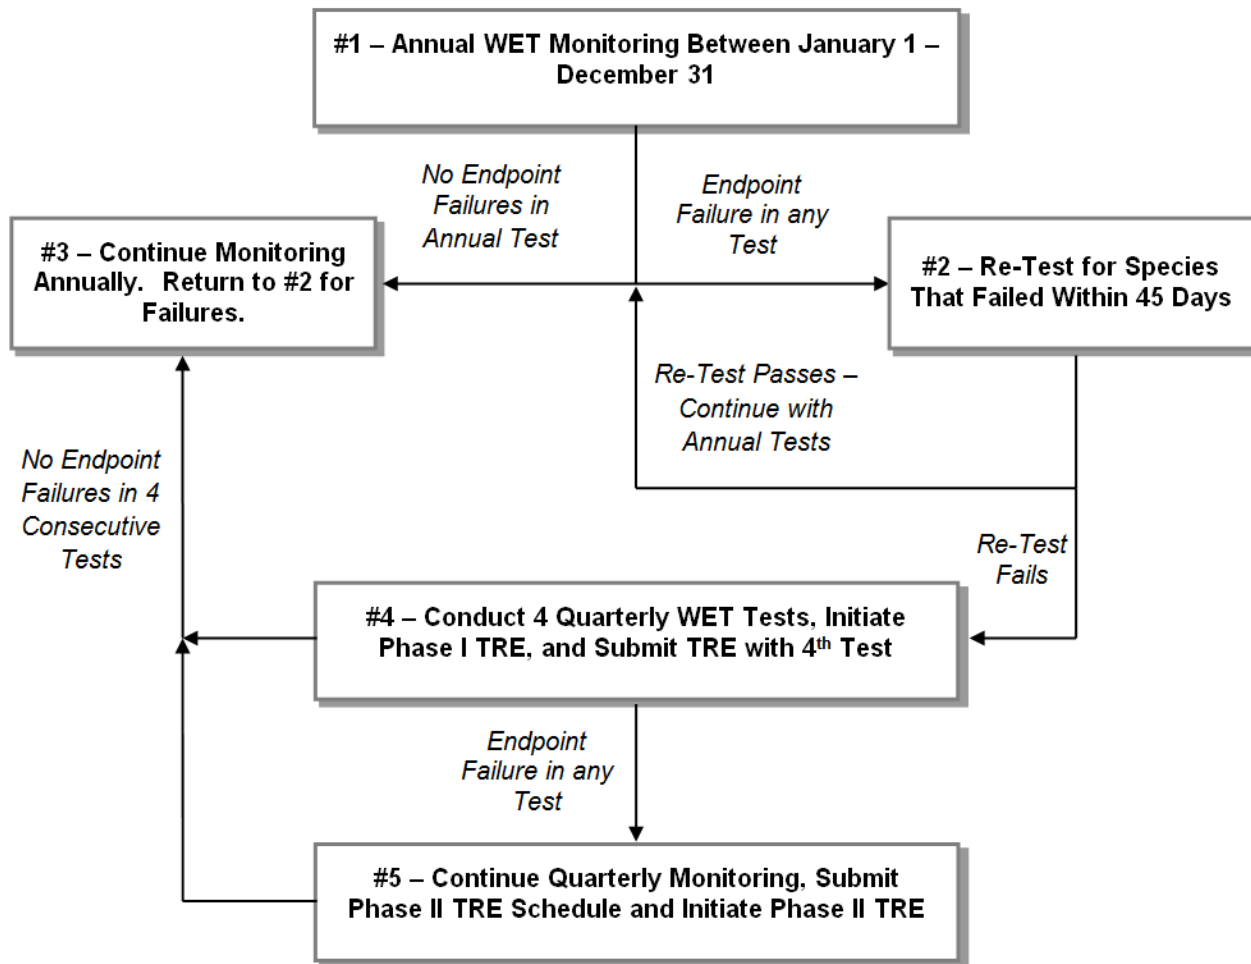 #1 – Annual WET Monitoring Between January 1 –
December 31
No Endpoint
Failures in
Annual Test
Endpoint
Failure in any
Test
#3 – Continue Monitoring
Annually.  Return to #2 for
Failures.
#2 – Re-Test for Species
That Failed Within 45 Days
Re-Test Passes –
Continue with
Annual Tests
No Endpoint
Failures in 4
Consecutive
Tests
Re-Test
Fails
#4 – Conduct 4 Quarterly WET Tests, Initiate
Phase I TRE, and Submit TRE with 4th Test
Endpoint
Failure in any
Test
#5 – Continue Quarterly Monitoring, Submit
Phase II TRE Schedule and Initiate Phase II TRE